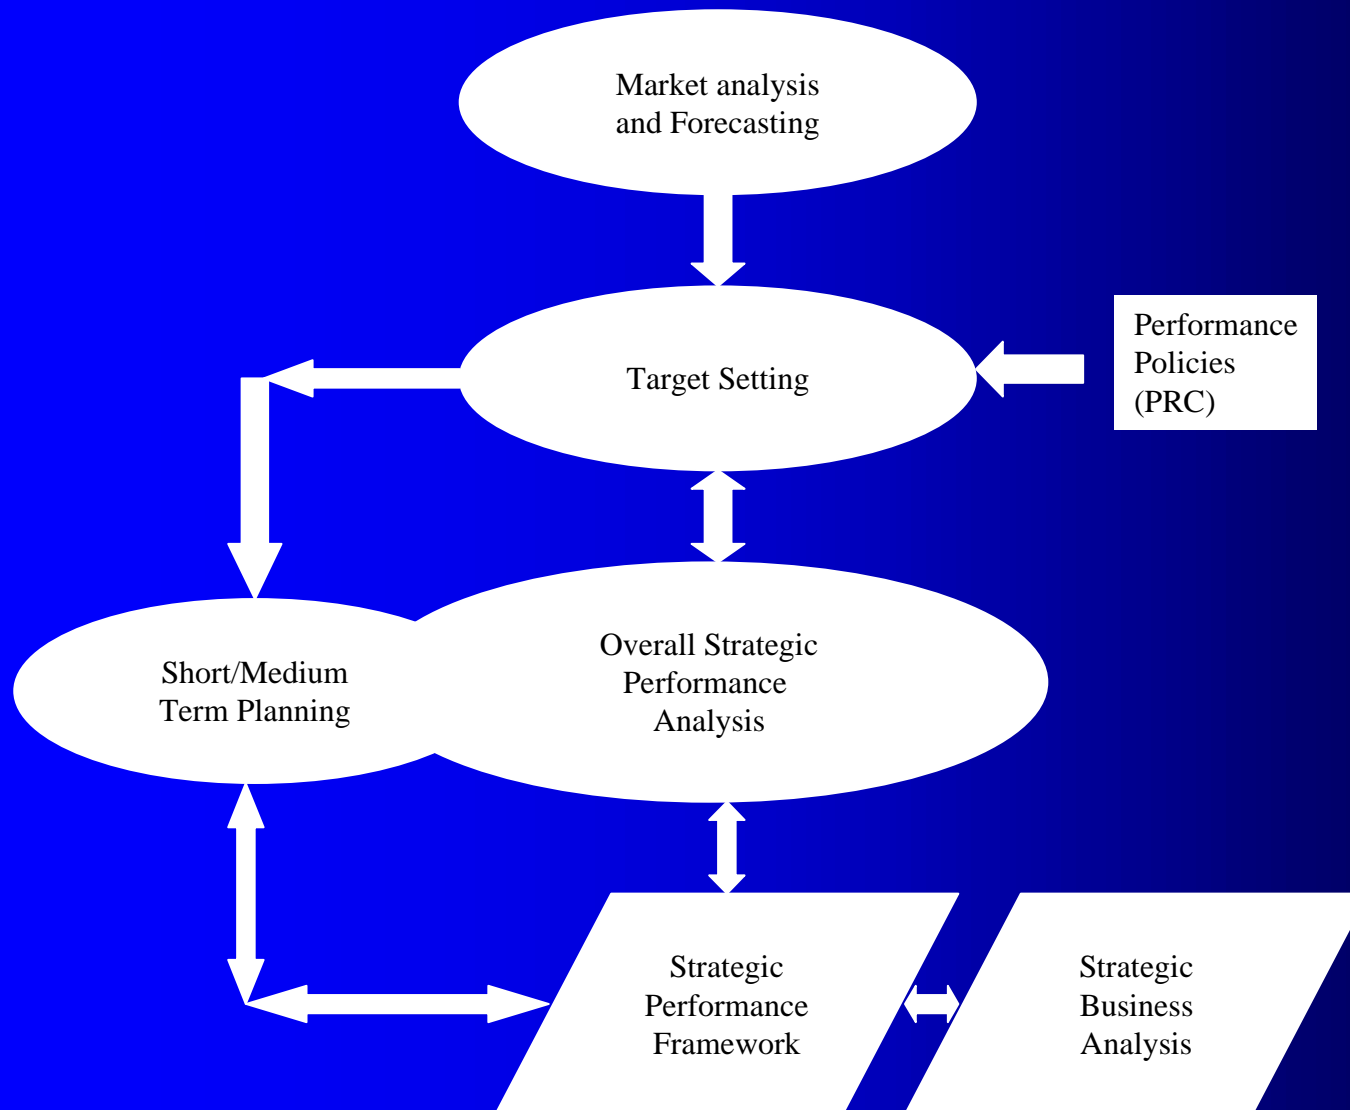 Market analysis
and Forecasting
Performance
Policies
(PRC)
Target Setting
Overall Strategic
Performance
Analysis
Short/Medium
Term Planning
Strategic
Performance
Framework
Strategic
Business
Analysis